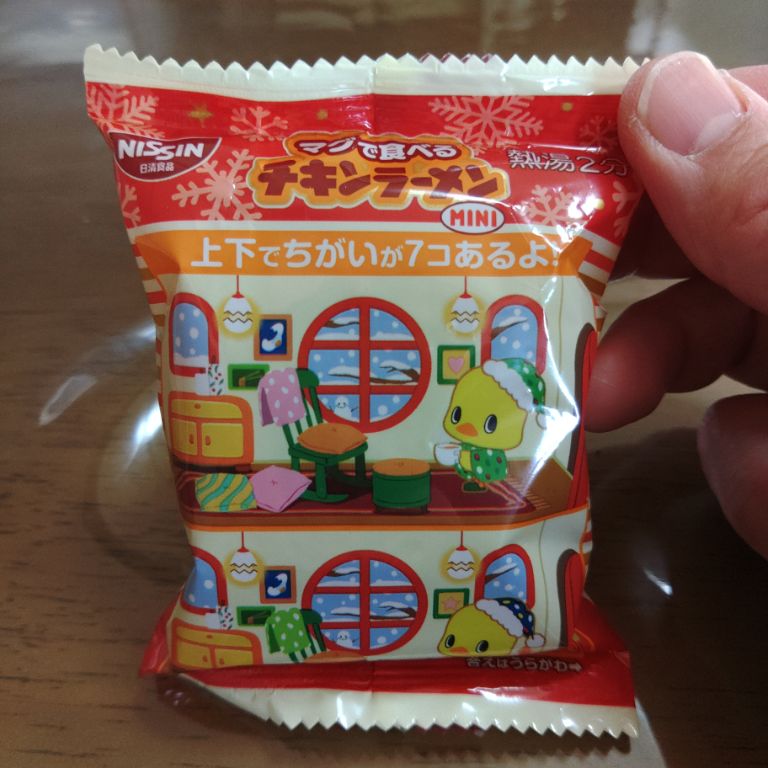 NISSIN
日清食品
マグで食べる
チキンラーメン
MINI
熱湯2分
上下でちがいが7コあるよ!
答えはうらがわ➡